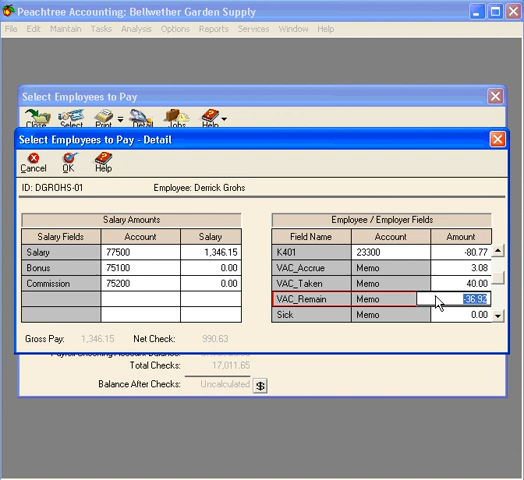 Peachtree Accounting: Bellwether Garden Supply
File Edit Maintain Tasks Analysis Options Reports Services Window Help
Select Employees to Pay
Close Select Print Detail Jobs Help
Select Employees to Pay - Detail
Cancel OK Help
ID: DGROHS-01 Employee: Derrick Grohs
Salary Amounts Employee / Employer Fields
Salary Fields Account Salary Field Name Account Amount
Salary 77500 1,346.15 K401 23300 -80.77
Bonus 75100 0.00 VAC_Accrue Memo 3.08
Commission 75200 0.00 VAC_Taken Memo 40.00
VAC_Remain Memo -36.92
Sick Memo 0.00
Gross Pay: 1,346.15 Net Check: 990.63
Total Checks: 17,011.65
Balance After Checks: Uncalculated $